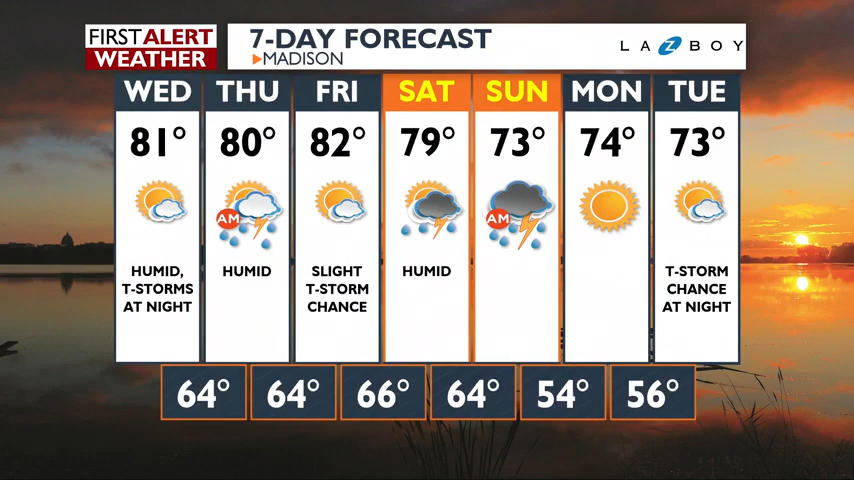 FIRST ALERT
WEATHER
7-DAY FORECAST
MADISON
LA Z BOY
WED THU FRI SAT SUN MON TUE
81° 80° 82° 79° 73° 74° 73°
AM AM
HUMID,
T-STORMS
AT NIGHT
HUMID
SLIGHT
T-STORM
CHANCE
HUMID
T-STORM
CHANCE
AT NIGHT
64° 64° 66° 64° 54° 56°